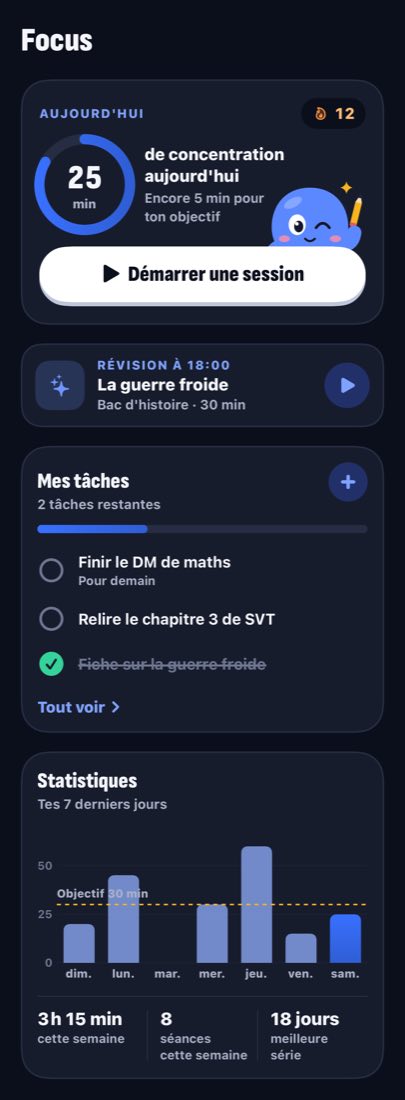 Focus
AUJOURD'HUI
12
25
min
de concentration
aujourd'hui
Encore 5 min pour
ton objectif
Démarrer une session
RÉVISION À 18:00
La guerre froide
Bac d'histoire · 30 min
Mes tâches
2 tâches restantes
Finir le DM de maths
Pour demain
Relire le chapitre 3 de SVT
Fiche sur la guerre froide
Tout voir
Statistiques
Tes 7 derniers jours
50
Objectif 30 min
25
0
dim. lun. mar. mer. jeu. ven. sam.
3h 15 min
cette semaine
8
séances
cette semaine
18 jours
meilleure
série